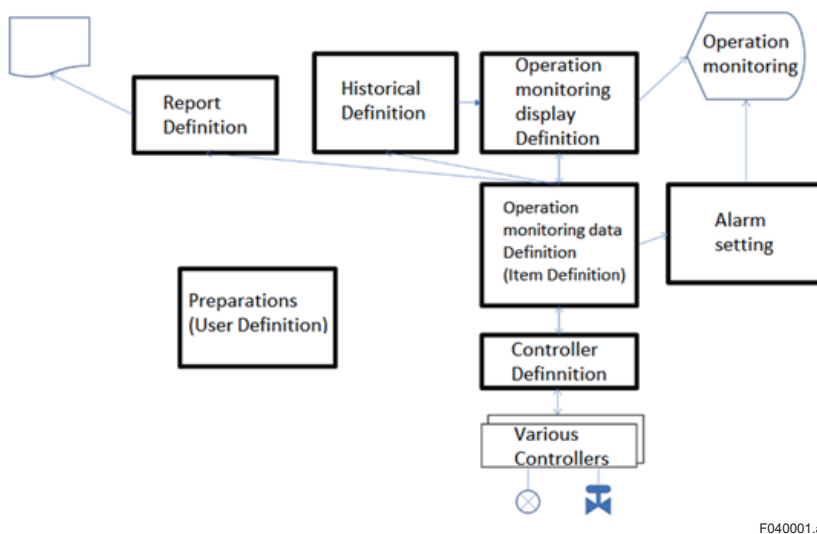 Operation
monitoring
Report
Definition
Historical
Definition
Operation
monitoring
display
Definition
Operation
monitoring data
Definition
(Item Definition)
Alarm
setting
Preparations
(User Definition)
Controller
Definnition
Various
Controllers
F040001.a